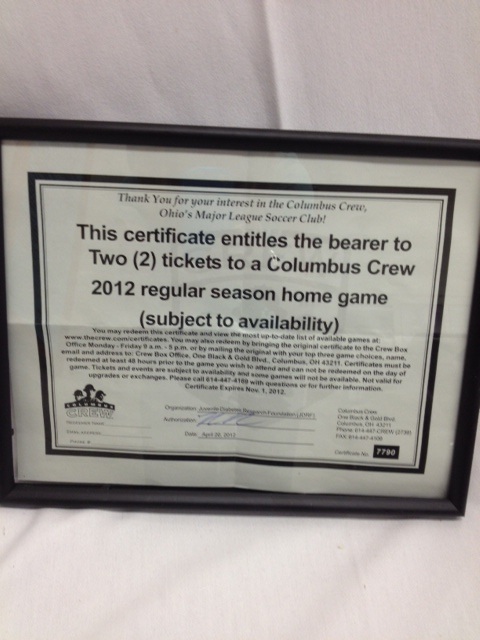 Thank You for your interest in the Columbus Crew,
Ohio's Major League Soccer Club!
This certificate entitles the bearer to
Two (2) tickets to a Columbus Crew
2012 regular season home game
(subject to availability)
You may redeem this certificate and view the most up-to-date list of available games at
www.thecrew.com/certificates. You may also redeem by bringing the original certificate to the Crew Box
Office Monday - Friday 9 a.m. - 5 p.m. or by mailing the original with your top three game choices, name,
email and address to: Crew Box Office, One Black & Gold Blvd., Columbus, OH 43211. Certificates must be
redeemed at least 48 hours prior to the game you wish to attend and can not be redeemed on the day of
game. Tickets and events are subject to availability and some games will not be available. Not valid for
upgrades or exchanges. Please call 614-447-4169 with questions or for further information.
Certificate Expires Nov. 1, 2012.
COLUMBUS
CREW
Organization: Juvenile Diabetes Research Foundation (JDRF)
Authorization:
Date: April 26, 2012
Columbus Crew
One Black & Gold Blvd.
Columbus, OH 43211
Phone: 614-447-CREW (2739)
FAX: 614-447-4109
Certificate No. 7790